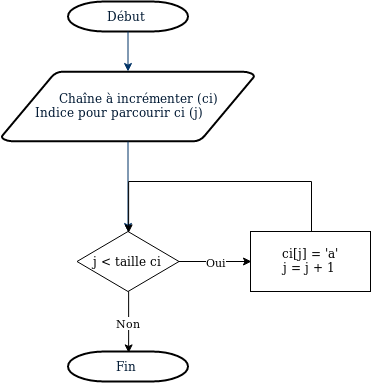 Début
Chaîne à incrémenter (ci)
Indice pour parcourir ci (j)
j < taille ci
Oui
ci[j] = 'a'
j = j + 1
Non
Fin